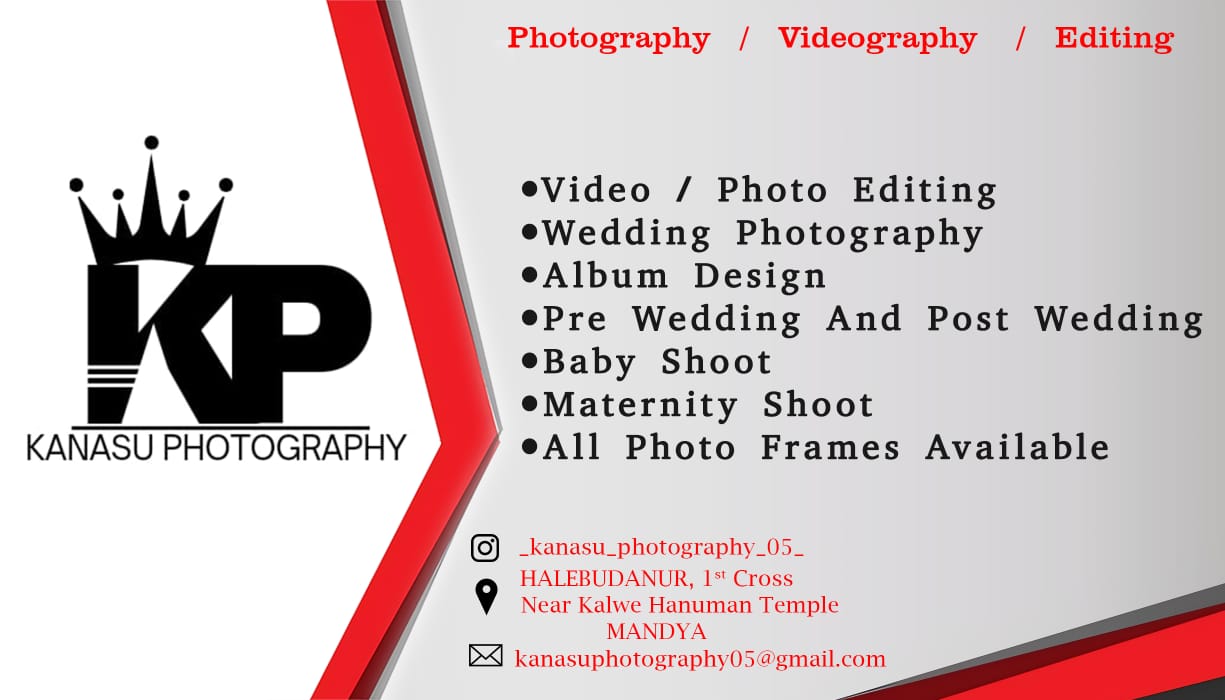 Photography / Videography / Editing
KP
KANASU PHOTOGRAPHY
•Video / Photo Editing
•Wedding Photography
•Album Design
•Pre Wedding And Post Wedding
•Baby Shoot
•Maternity Shoot
•All Photo Frames Available
_kanasu_photography_05_
HALEBUDANUR, 1st Cross
Near Kalwe Hanuman Temple
MANDYA
kanasuphotography05@gmail.com